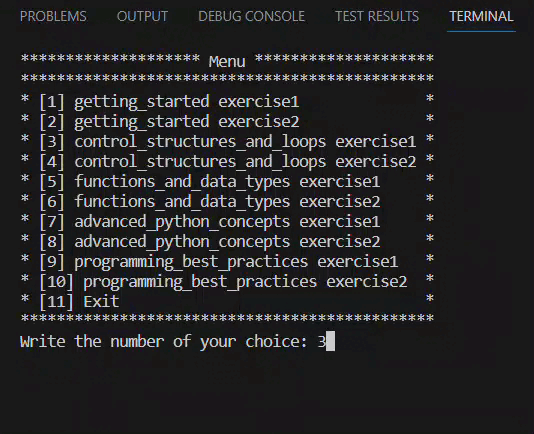 PROBLEMS OUTPUT DEBUG CONSOLE TEST RESULTS TERMINAL
******************** Menu ********************
**********************************************
* [1] getting_started exercise1              *
* [2] getting_started exercise2              *
* [3] control_structures_and_loops exercise1 *
* [4] control_structures_and_loops exercise2 *
* [5] functions_and_data_types exercise1     *
* [6] functions_and_data_types exercise2     *
* [7] advanced_python_concepts exercise1     *
* [8] advanced_python_concepts exercise2     *
* [9] programming_best_practices exercise1   *
* [10] programming_best_practices exercise2  *
* [11] Exit                                  *
**********************************************
Write the number of your choice: 3